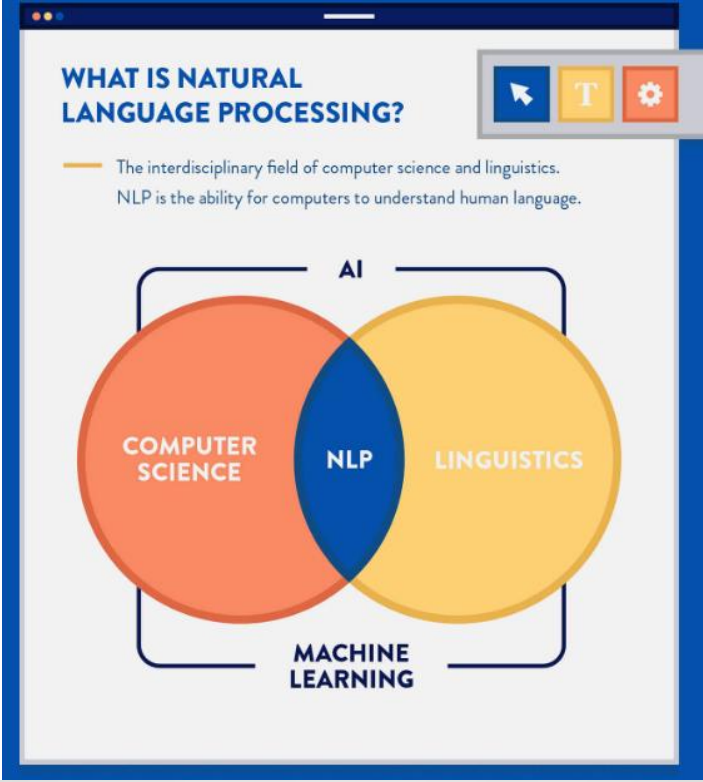 WHAT IS NATURAL
LANGUAGE PROCESSING?
T
The interdisciplinary field of computer science and linguistics.
NLP is the ability for computers to understand human language.
AI
COMPUTER
SCIENCE
NLP
LINGUISTICS
MACHINE
LEARNING